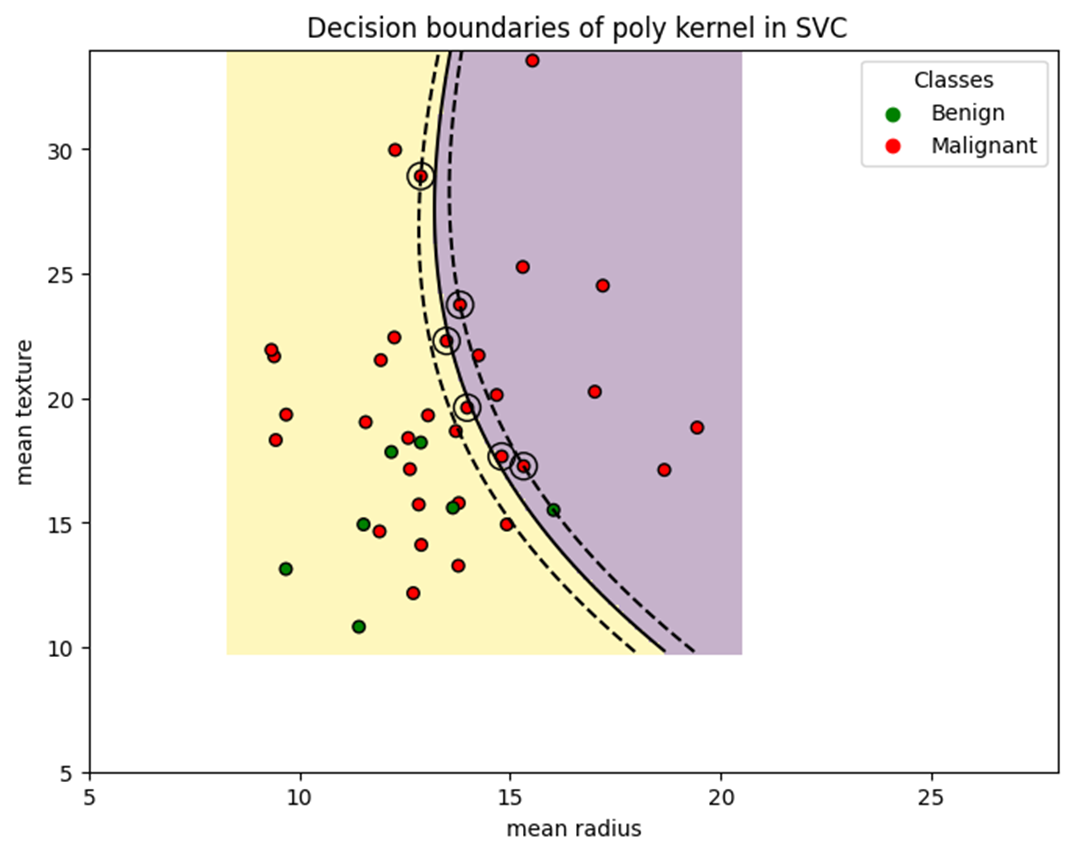 Decision boundaries of poly kernel in SVC
Classes
Benign
Malignant
30
25
20
15
10
5
mean texture
5
10
15
20
25
mean radius